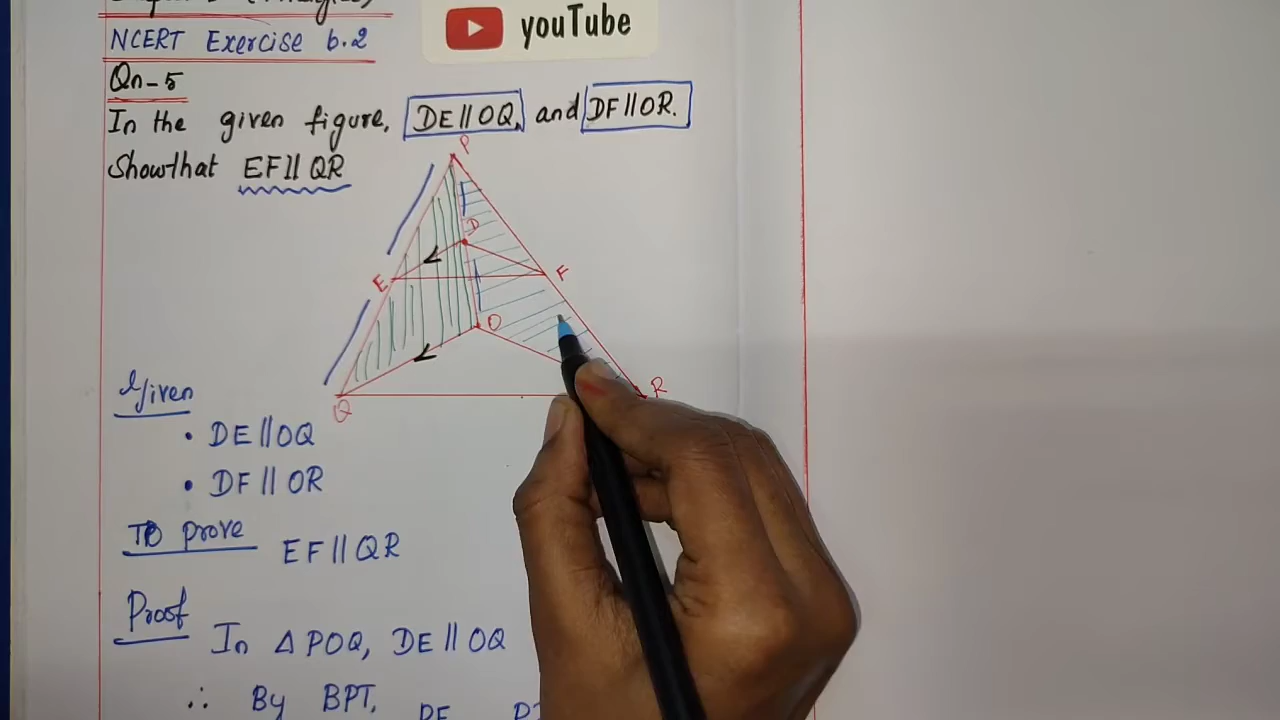 NCERT Exercise 6.2
youTube
Qn-5
In the given figure, DE||OQ, and DF||OR.
Show that EF|| QR
P
D
E
F
O
Q
R
Given
• DE||OQ
• DF || OR
To prove EF||QR
Proof In Δ POQ, DE || OQ
∴ By BPT,